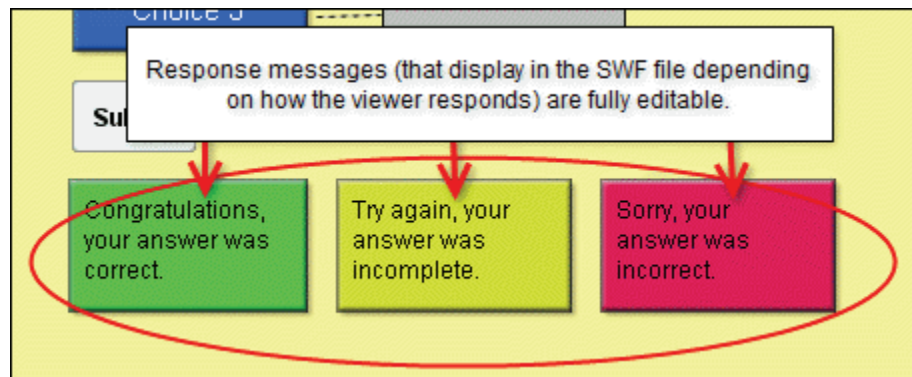 Choice 3
Response messages (that display in the SWF file depending
on how the viewer responds) are fully editable.
Su
Congratulations,
your answer was
correct.
Try again, your
answer was
incomplete.
Sorry, your
answer was
incorrect.